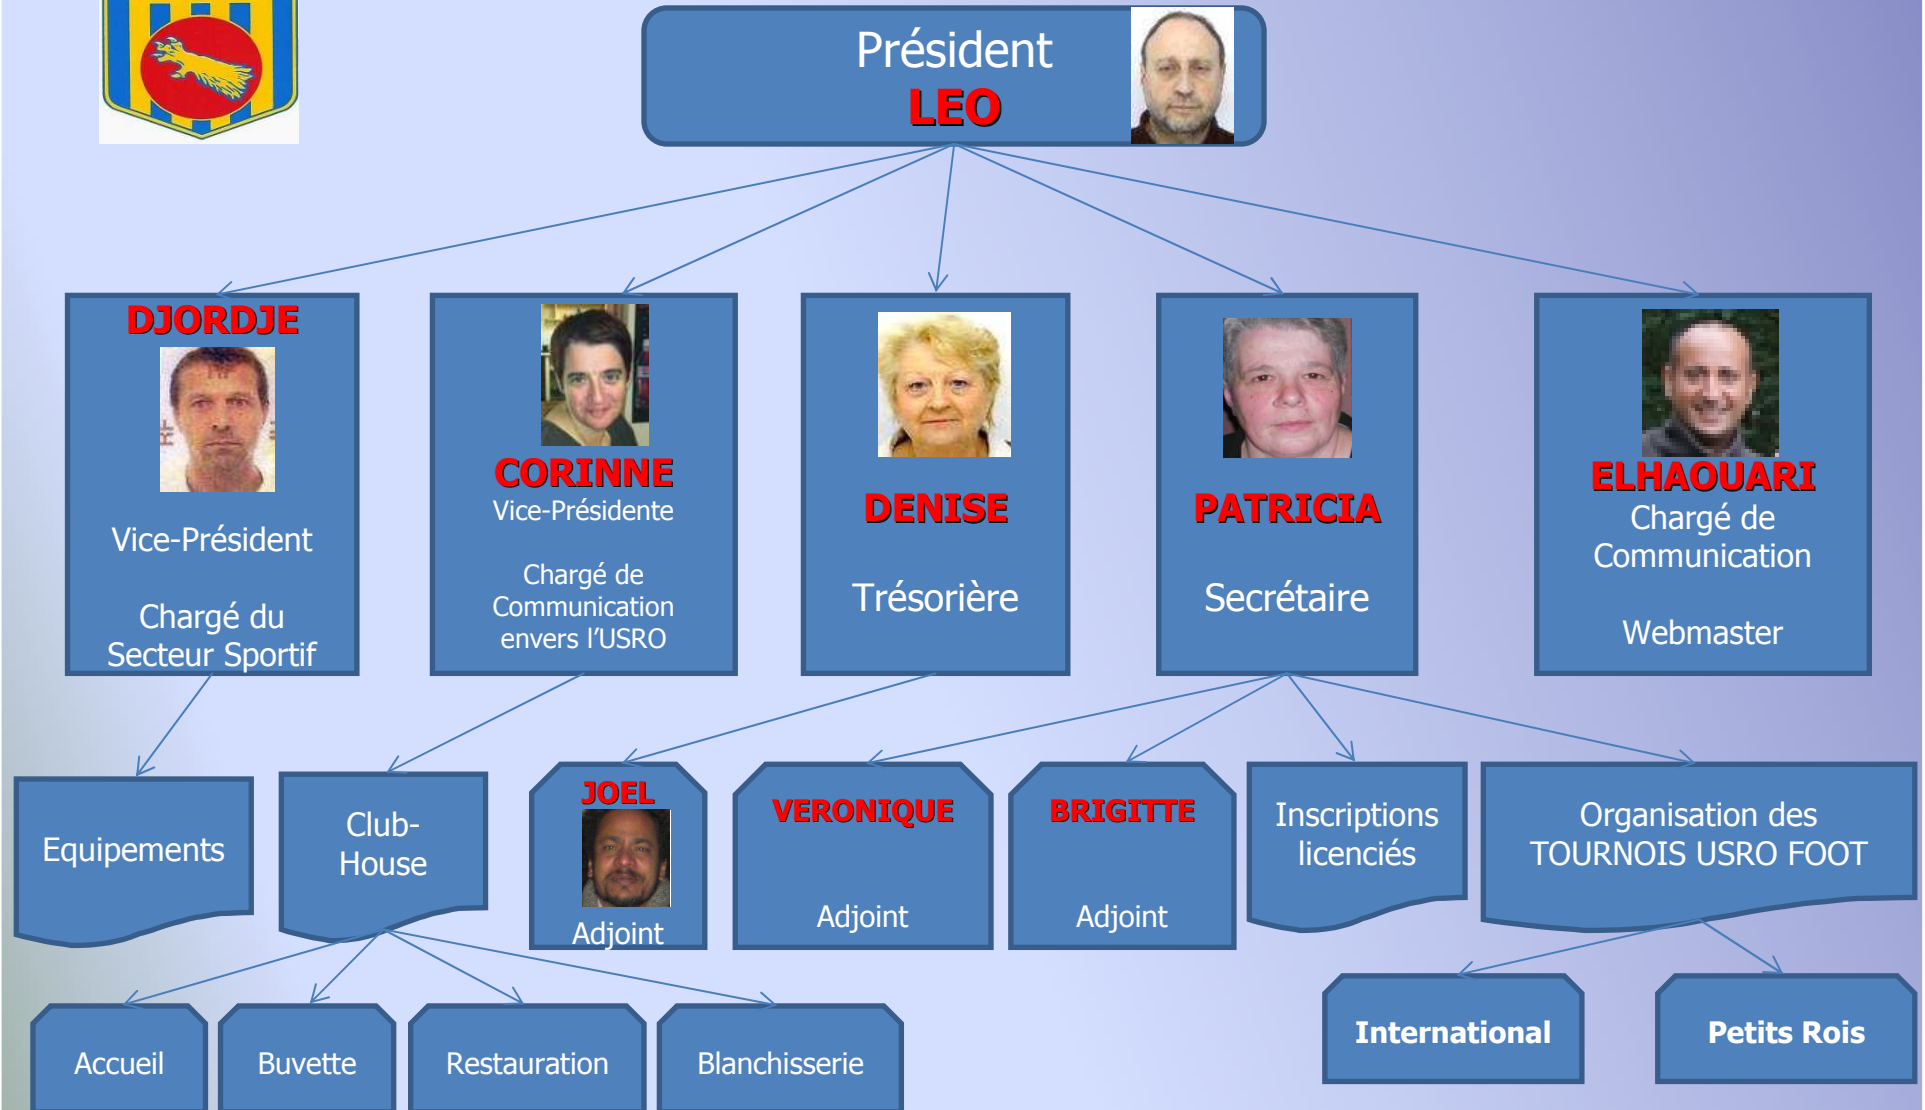 Président
LEO
DJORDJE
Vice-Président
Chargé du
Secteur Sportif
CORINNE
Vice-Présidente
Chargé de
Communication
envers l'USRO
DENISE
Trésorière
PATRICIA
Secrétaire
ELHAOUARI
Chargé de
Communication
Webmaster
Equipements
Club-
House
JOEL
Adjoint
VERONIQUE
Adjoint
BRIGITTE
Adjoint
Inscriptions
licenciés
Organisation des
TOURNOIS USRO FOOT
Accueil
Buvette
Restauration
Blanchisserie
International
Petits Rois